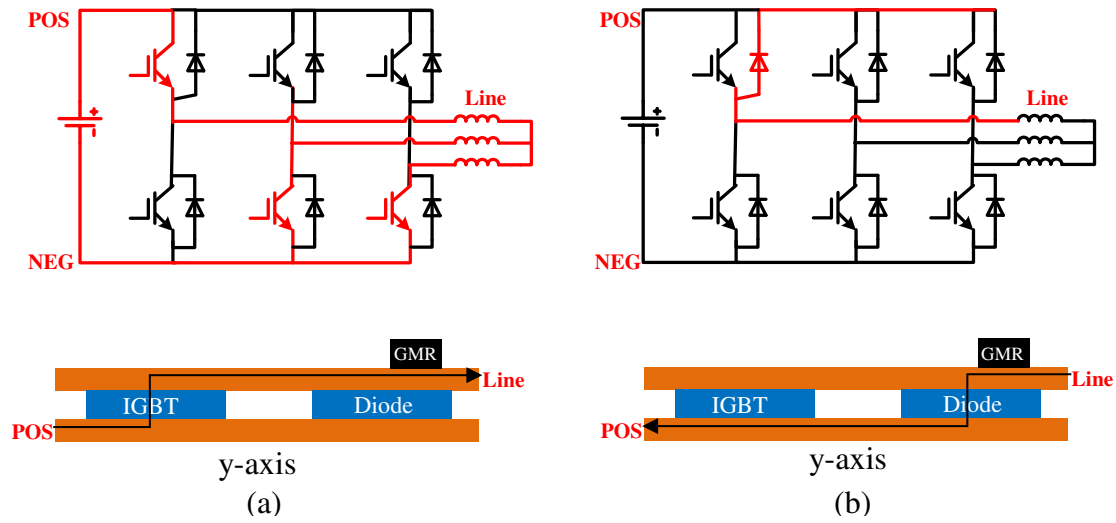 POS
Line
+
-
NEG
GMR
Line
IGBT
Diode
POS
y-axis
(a)
POS
Line
+
-
NEG
GMR
Line
IGBT
Diode
POS
y-axis
(b)